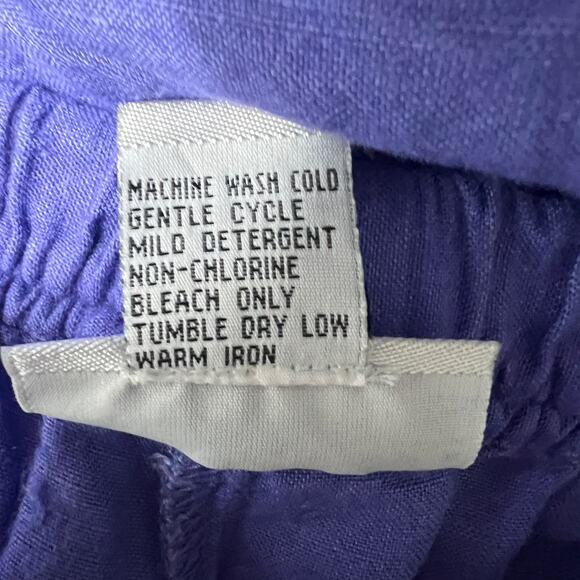 MACHINE WASH COLD
GENTLE CYCLE
MILD DETERGENT
NON-CHLORINE
BLEACH ONLY
TUMBLE DRY LOW
WARM IRON